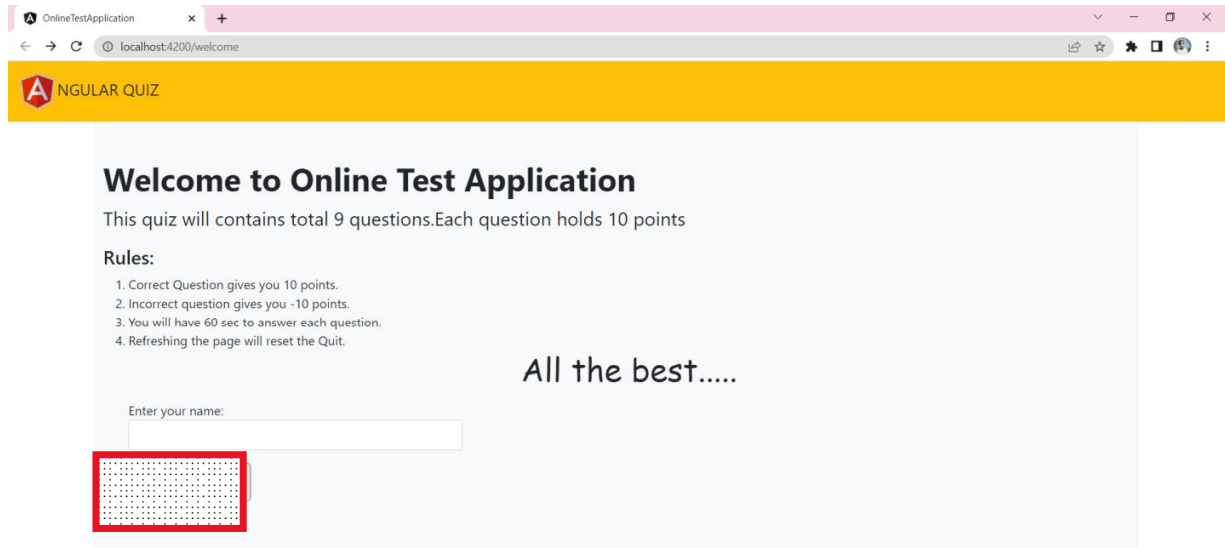 OnlineTestApplication
localhost:4200/welcome
NGULAR QUIZ
Welcome to Online Test Application
This quiz will contains total 9 questions.Each question holds 10 points
Rules:
1. Correct Question gives you 10 points.
2. Incorrect question gives you -10 points.
3. You will have 60 sec to answer each question.
4. Refreshing the page will reset the Quit.
All the best.....
Enter your name: